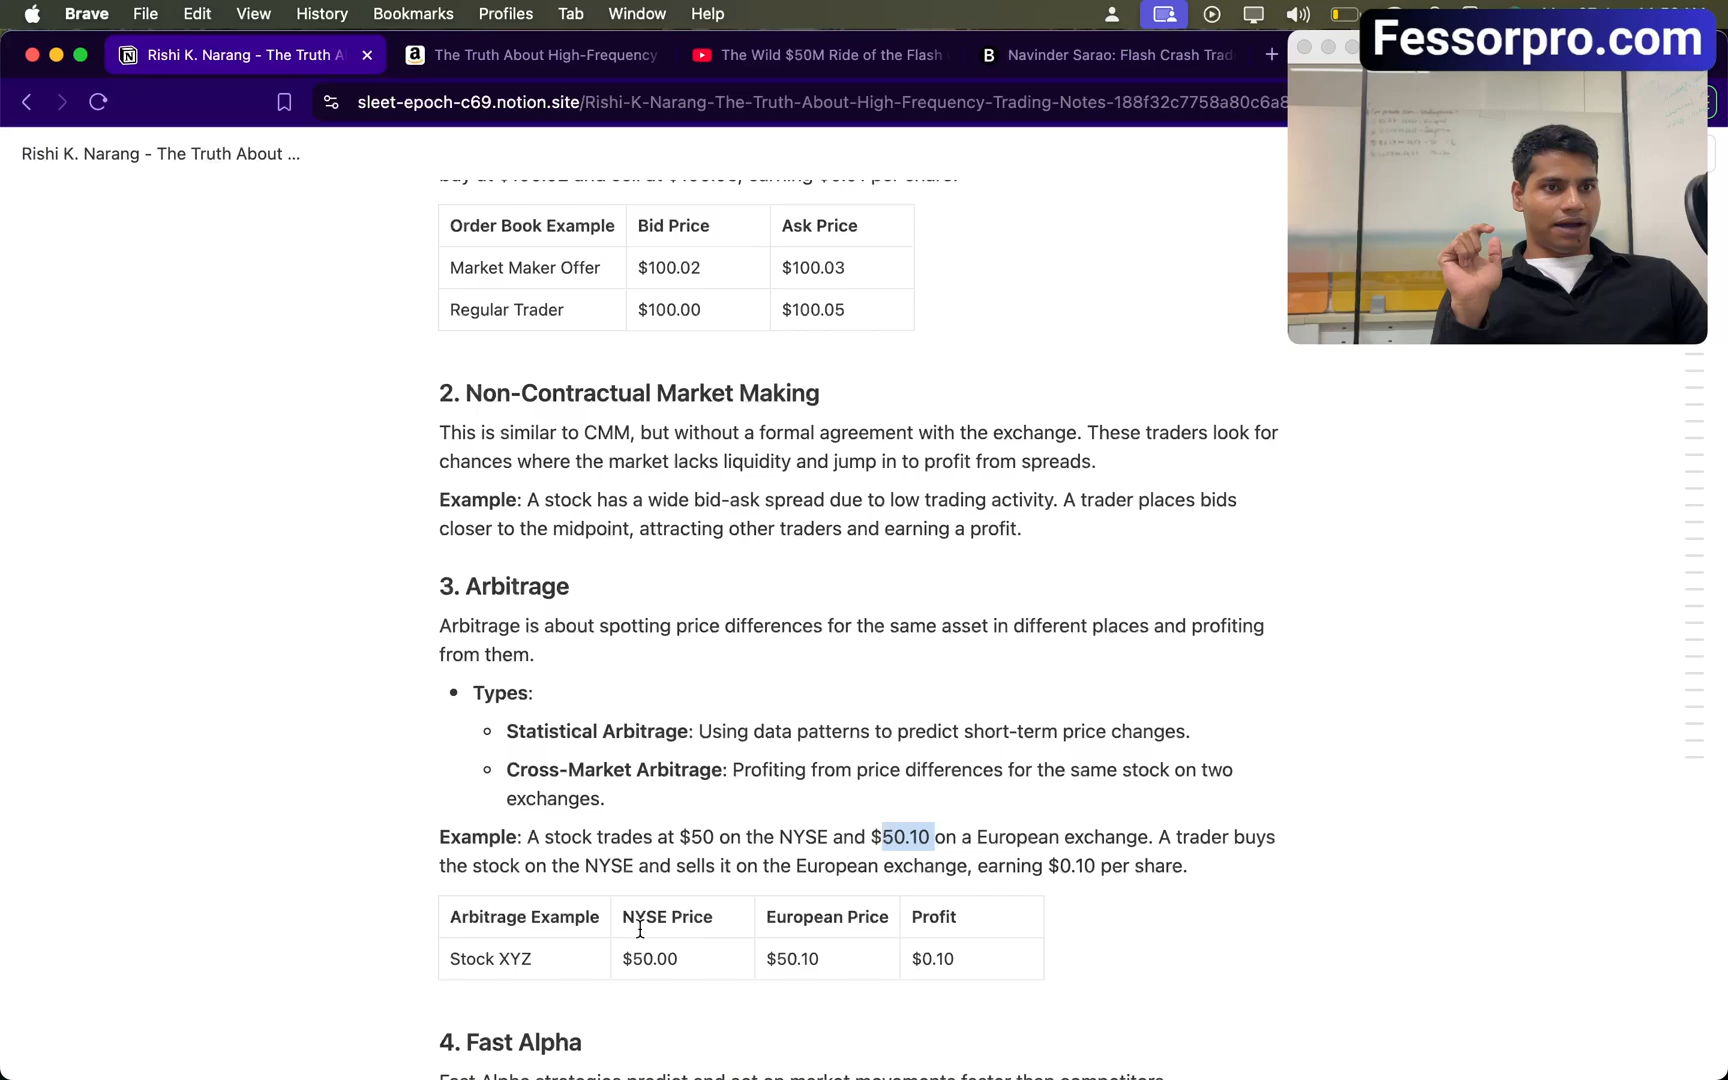 Brave File Edit View History Bookmarks Profiles Tab Window Help
Fessorpro.com
Rishi K. Narang - The Truth A
The Truth About High-Frequency
The Wild $50M Ride of the Flash
Navinder Sarao: Flash Crash Trad
sleet-epoch-c69.notion.site/Rishi-K-Narang-The-Truth-About-High-Frequency-Trading-Notes-188f32c7758a80c6a8
Rishi K. Narang - The Truth About ...
Order Book Example Bid Price Ask Price
Market Maker Offer $100.02 $100.03
Regular Trader $100.00 $100.05
2. Non-Contractual Market Making
This is similar to CMM, but without a formal agreement with the exchange. These traders look for
chances where the market lacks liquidity and jump in to profit from spreads.
Example: A stock has a wide bid-ask spread due to low trading activity. A trader places bids
closer to the midpoint, attracting other traders and earning a profit.
3. Arbitrage
Arbitrage is about spotting price differences for the same asset in different places and profiting
from them.
• Types:
◦ Statistical Arbitrage: Using data patterns to predict short-term price changes.
◦ Cross-Market Arbitrage: Profiting from price differences for the same stock on two
exchanges.
Example: A stock trades at $50 on the NYSE and $50.10 on a European exchange. A trader buys
the stock on the NYSE and sells it on the European exchange, earning $0.10 per share.
Arbitrage Example NYSE Price European Price Profit
Stock XYZ $50.00 $50.10 $0.10
4. Fast Alpha